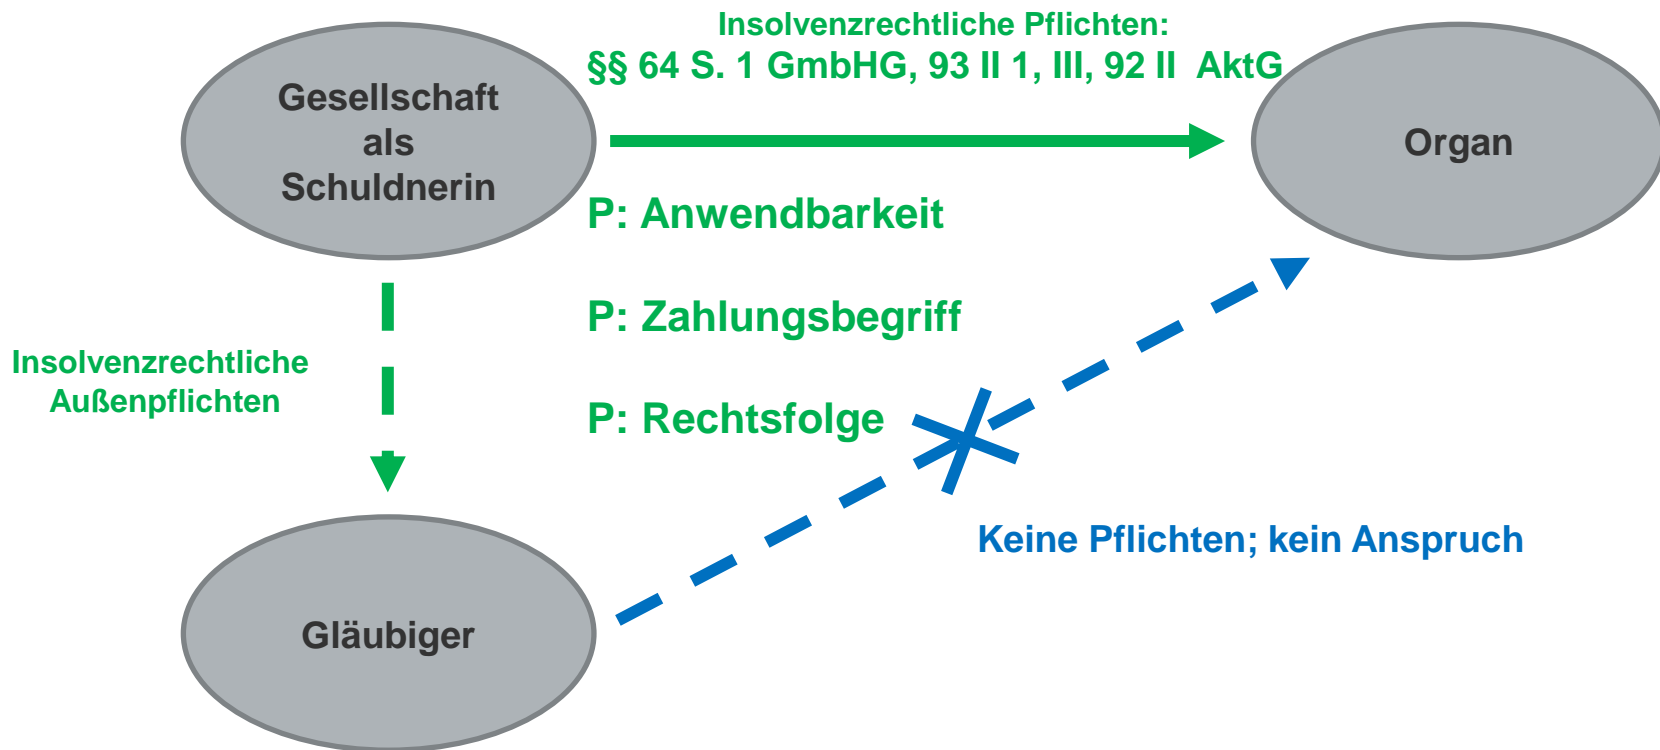 Insolvenzrechtliche Pflichten:
§§ 64 S. 1 GmbHG, 93 II 1, III, 92 II  AktG
Gesellschaft
als
Schuldnerin
Organ
P: Anwendbarkeit
P: Zahlungsbegriff
Insolvenzrechtliche
Außenpflichten
P: Rechtsfolge
Keine Pflichten; kein Anspruch
Gläubiger